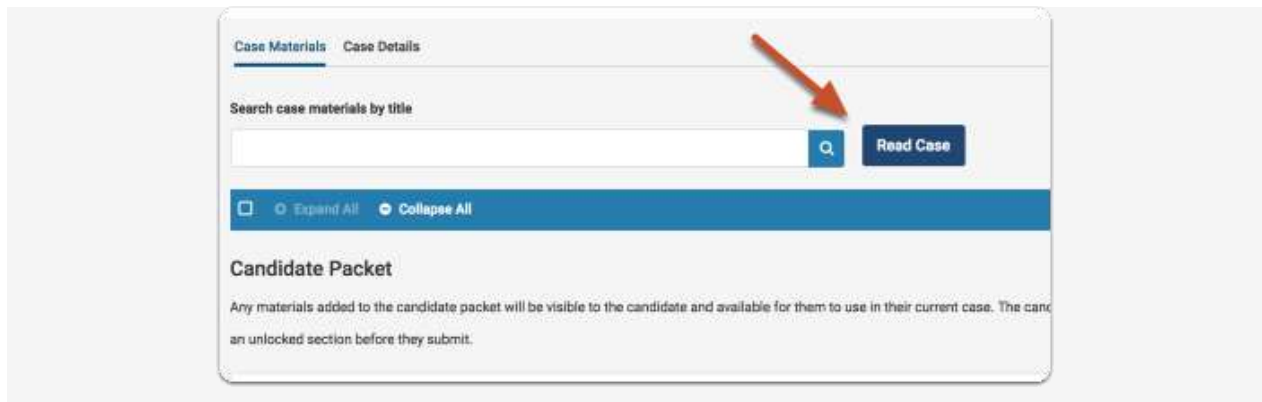 Case Materials Case Details
Search case materials by title
Read Case
Expand All Collapse All
Candidate Packet
Any materials added to the candidate packet will be visible to the candidate and available for them to use in their current case. The
an unlocked section before they submit.